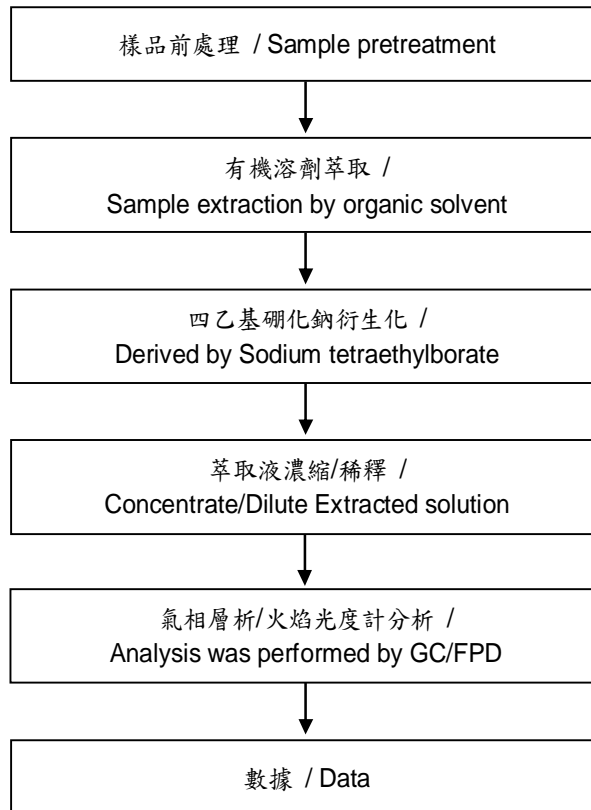 樣品前處理 / Sample pretreatment
有機溶劑萃取 /
Sample extraction by organic solvent
四乙基硼化鈉衍生化 /
Derived by Sodium tetraethylborate
萃取液濃縮/稀釋 /
Concentrate/Dilute Extracted solution
氣相層析/火焰光度計分析 /
Analysis was performed by GC/FPD
數據 / Data